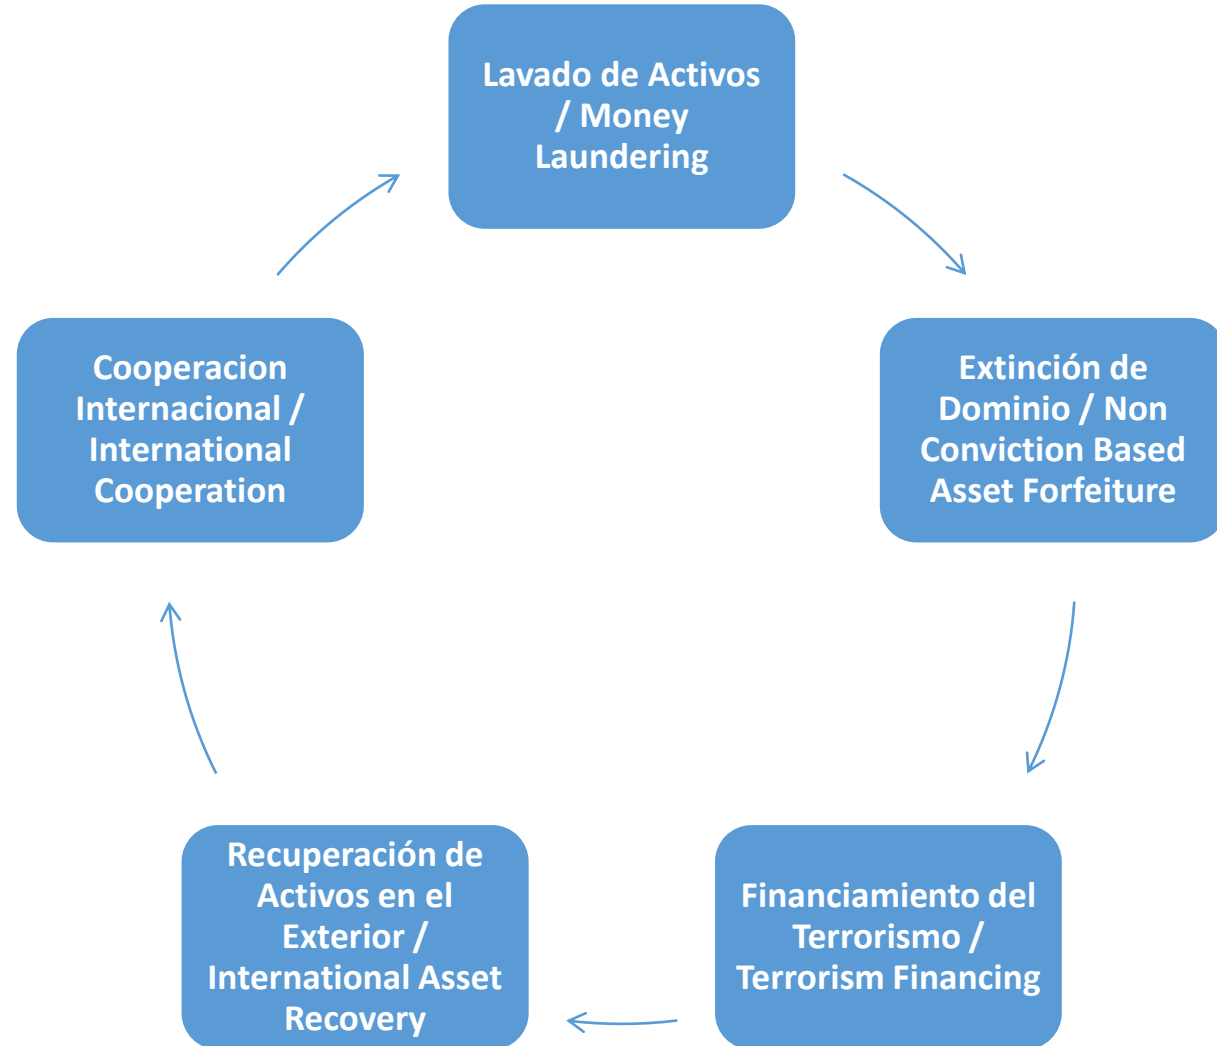 Lavado de Activos
/ Money
Laundering
Extinción de
Dominio / Non
Conviction Based
Asset Forfeiture
Financiamiento del
Terrorismo /
Terrorism Financing
Recuperación de
Activos en el
Exterior /
International Asset
Recovery
Cooperacion
Internacional /
International
Cooperation